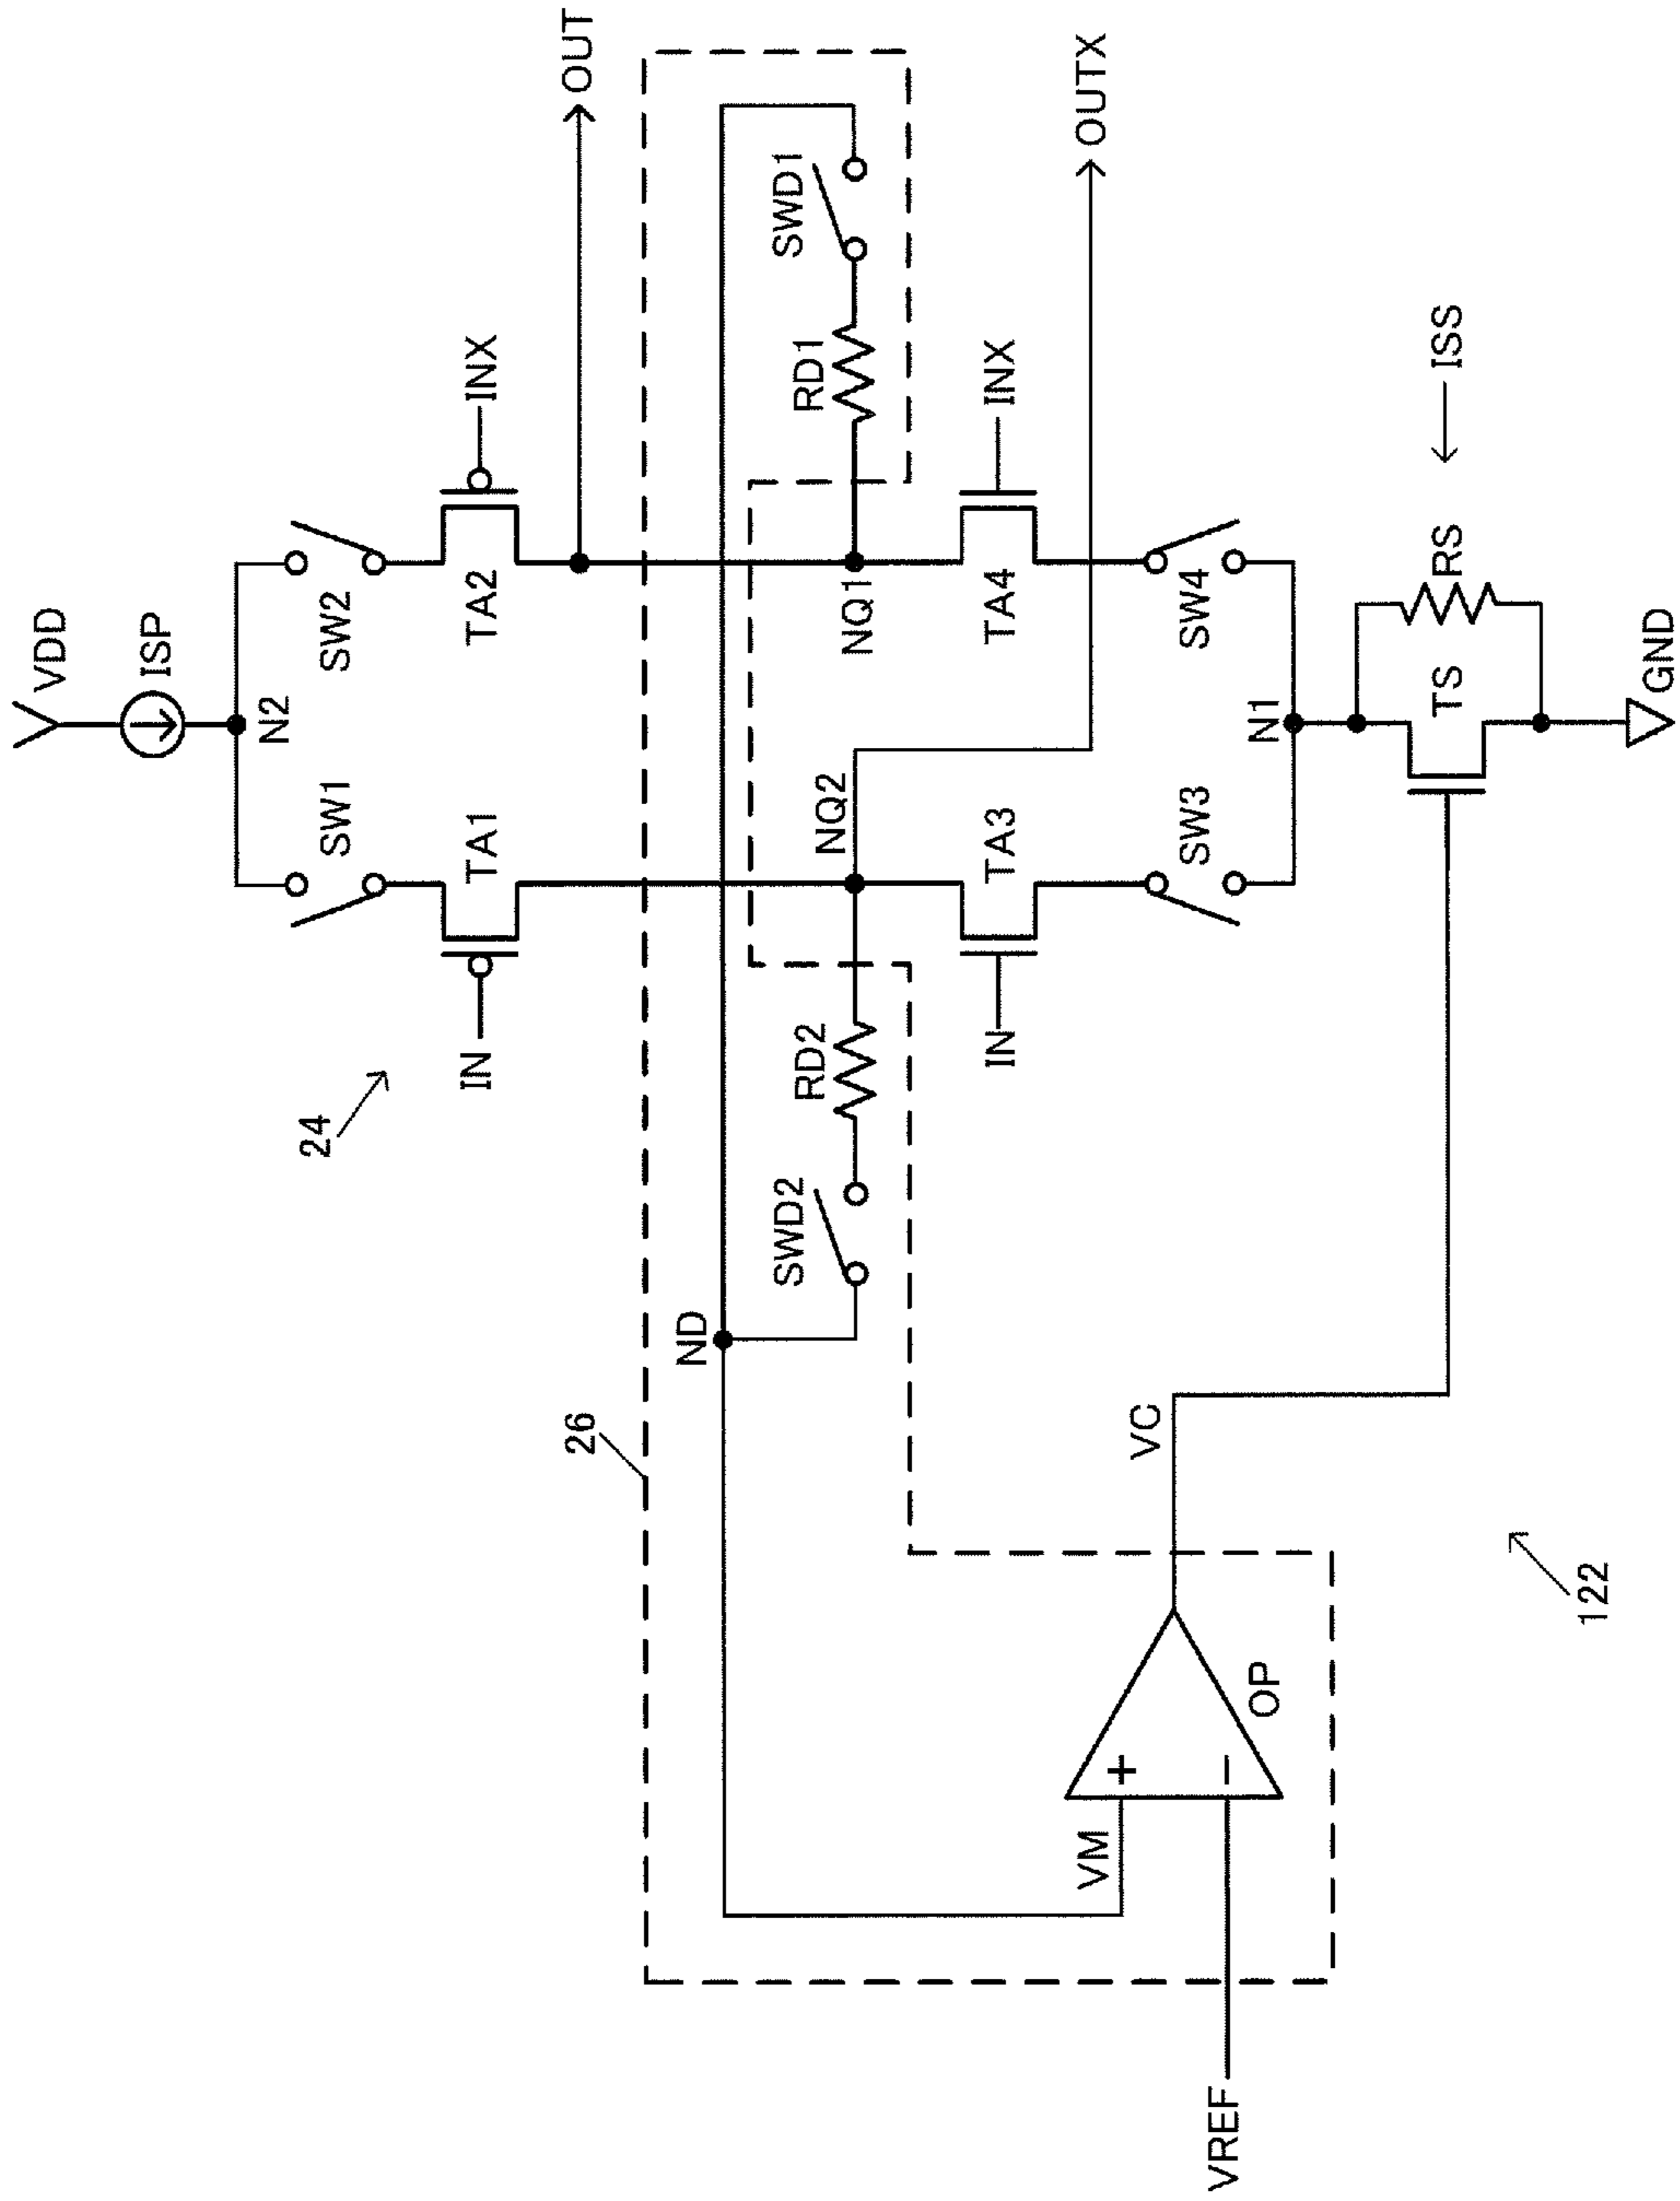 VDD
ISP
N2
SW1
SW2
TA1
TA2
IN
INX
24
OUT
26
ND
SWD2
RD2
NQ2
NQ1
RD1
SWD1
OUTX
IN
TA3
TA4
INX
SW3
SW4
N1
VM
+
−
OP
VC
VREF
TS
RS
ISS
GND
122